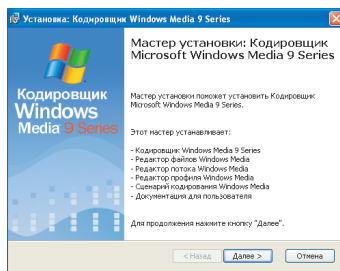 Установка: Кодировщик Windows Media 9 Series
Кодировщик
Windows
Media 9 Series
Мастер установки: Кодировщик
Microsoft Windows Media 9 Series
Мастер установки поможет установить Кодировщик
Microsoft Windows Media 9 Series.
Этот мастер устанавливает:
- Кодировщик Windows Media 9 Series
- Редактор файлов Windows Media
- Редактор потока Windows Media
- Редактор профиля Windows Media
- Сценарий кодирования Windows Media
- Документация для пользователя
Для продолжения нажмите кнопку "Далее".
< Назад
Далее >
Отмена